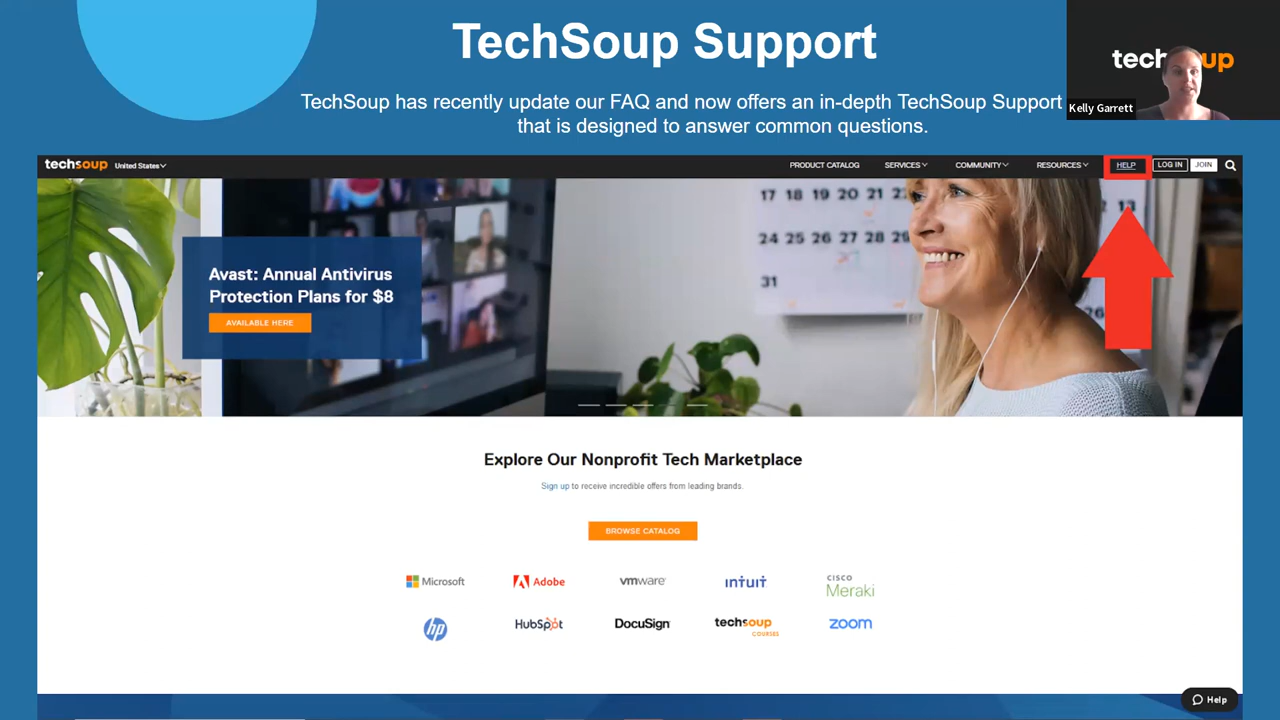 TechSoup Support
TechSoup has recently update our FAQ and now offers an in-depth TechSoup Support
that is designed to answer common questions.
techsoup
Kelly Garrett
techsoup United States
PRODUCT CATALOG SERVICES COMMUNITY RESOURCES HELP LOG IN JOIN
17 18 19 20 21
13
24 25 26 27 28 29
31
Avast: Annual Antivirus
Protection Plans for $8
AVAILABLE HERE
Explore Our Nonprofit Tech Marketplace
Sign up to receive incredible offers from leading brands.
BROWSE CATALOG
Microsoft Adobe vmware intuit CISCO Meraki
hp HubSpot DocuSign techsoup COURSES zoom
Help